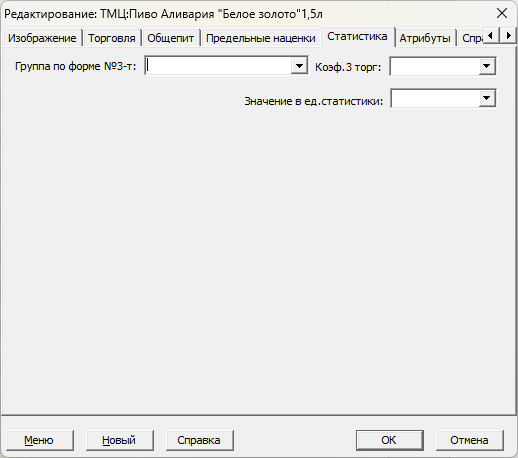 Редактирование: ТМЦ:Пиво Аливария "Белое золото"1,5л
Изображение Торговля Общепит Предельные наценки Статистика Атрибуты Спра
Группа по форме №3-т: Коэф.3 торг:
Значение в ед.статистики:
Меню Новый Справка ОК Отмена